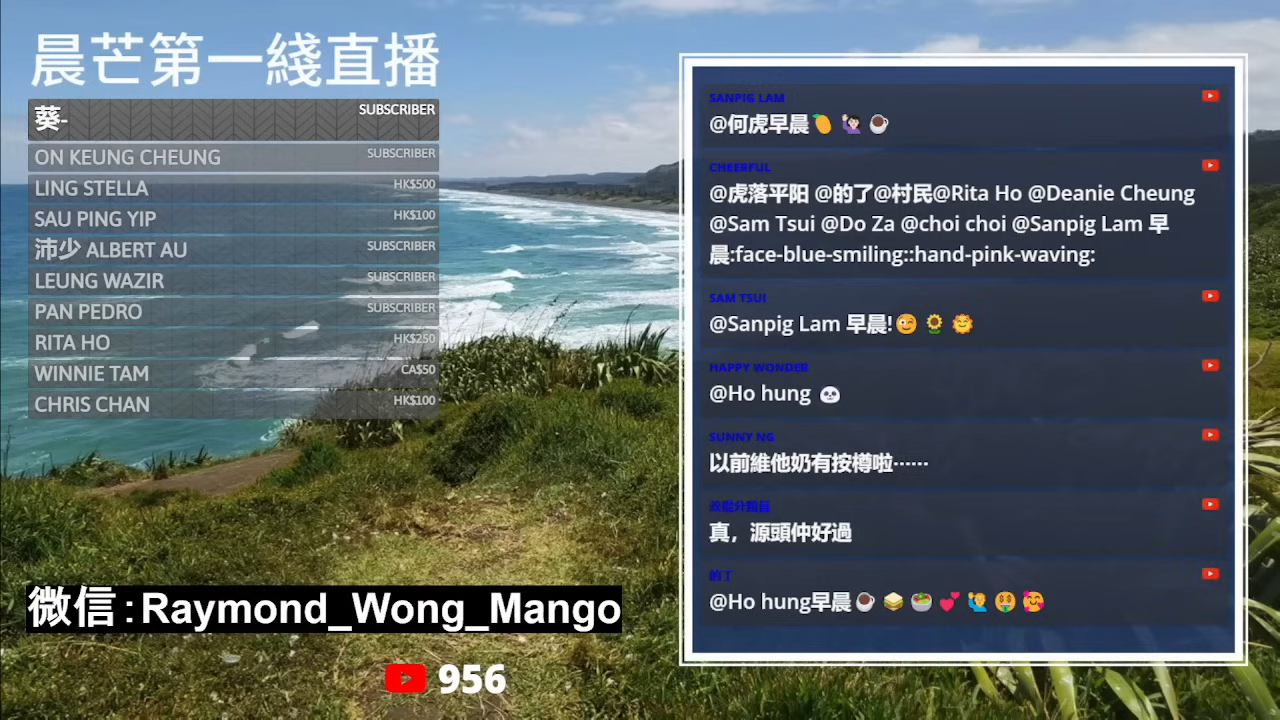 晨芒第一綫直播
葵- SUBSCRIBER
ON KEUNG CHEUNG SUBSCRIBER
LING STELLA HK$500
SAU PING YIP HK$100
沛少 ALBERT AU SUBSCRIBER
LEUNG WAZIR SUBSCRIBER
PAN PEDRO SUBSCRIBER
RITA HO HK$250
WINNIE TAM CA$50
CHRIS CHAN HK$100
微信:Raymond_Wong_Mango
956
SANPIG LAM
@何虎早晨🥭 🙋🏻‍♀️ ☕
CHEERFUL
@虎落平阳 @的了@村民@Rita Ho @Deanie Cheung
@Sam Tsui @Do Za @choi choi @Sanpig Lam 早
晨:face-blue-smiling::hand-pink-waving:
SAM TSUI
@Sanpig Lam 早晨!😉 🌻 🌞
HAPPY WONDER
@Ho hung 🐼
SUNNY NG
以前維他奶有按樽啦……
真，源頭仲好過
的丁
@Ho hung早晨☕ 🥪 🥗 💕 🙋‍♂️ 🤑 🥰